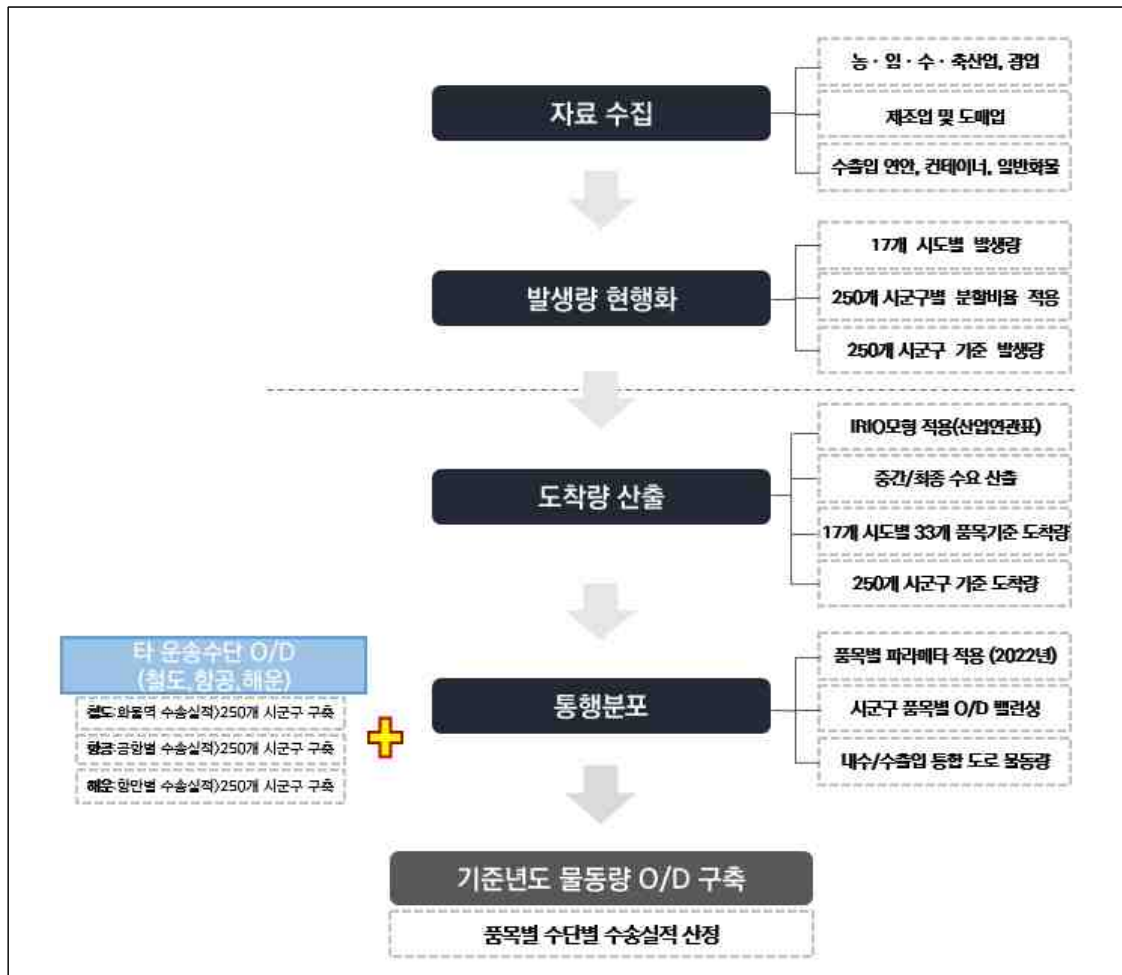 자료 수집
농·임·수·축산업, 광업
제조업 및 도매업
수출입 연안, 컨테이너, 일반화물
발생량 현행화
17개 시도별 발생량
250개 시군구별 분할비율 적용
250개 시군구 기준 발생량
도착량 산출
IRIO모형 적용(산업연관표)
중간/최종 수요 산출
17개 시도별 33개 품목기준 도착량
250개 시군구 기준 도착량
타 운송수단 O/D
(철도,항공,해운)
철도:화물역 수송실적>250개 시군구 구축
항공:공항별 수송실적>250개 시군구 구축
해운:항만별 수송실적>250개 시군구 구축
통행분포
품목별 파라메타 적용 (2022년)
시군구 품목별 O/D 밸런싱
내수/수출입 통합 도로 물동량
기준년도 물동량 O/D 구축
품목별 수단별 수송실적 산정